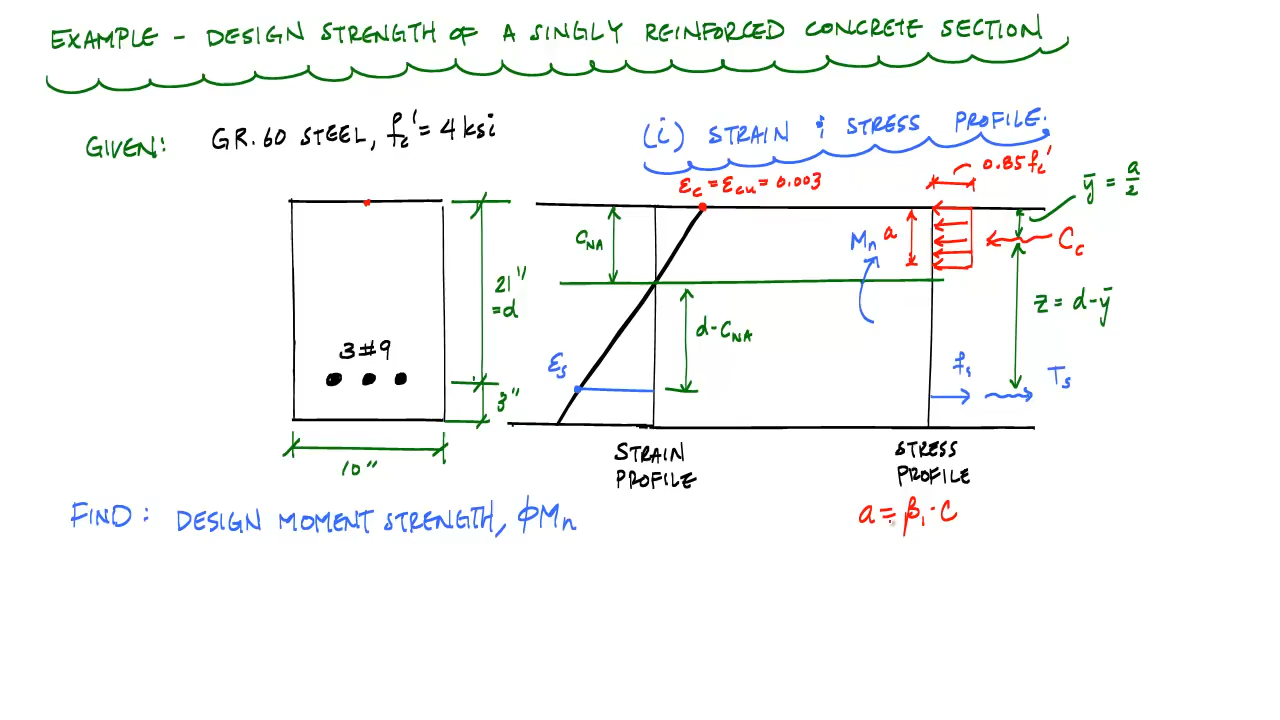 EXAMPLE - DESIGN STRENGTH OF A SINGLY REINFORCED CONCRETE SECTION
GIVEN: GR. 60 STEEL, fc' = 4 ksi
(i) STRAIN & STRESS PROFILE.
εc = εcu = 0.003
0.85 fc'
ȳ = a/2
CNA
Mn
a
Cc
21"
= d
d - CNA
z = d - ȳ
3#9
εs
fs
Ts
3"
10"
STRAIN
PROFILE
STRESS
PROFILE
FIND: DESIGN MOMENT STRENGTH, ϕMn
a = β1 · C